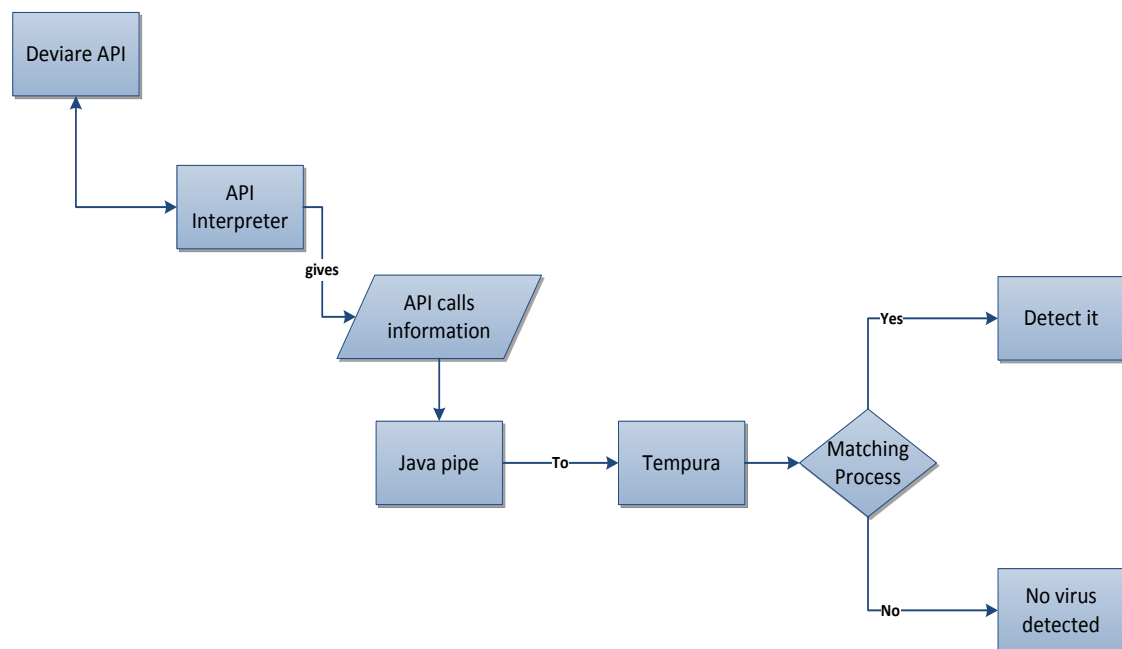 Deviare API
API
Interpreter
gives
API calls
information
Java pipe
To
Tempura
Matching
Process
Yes
Detect it
No
No virus
detected